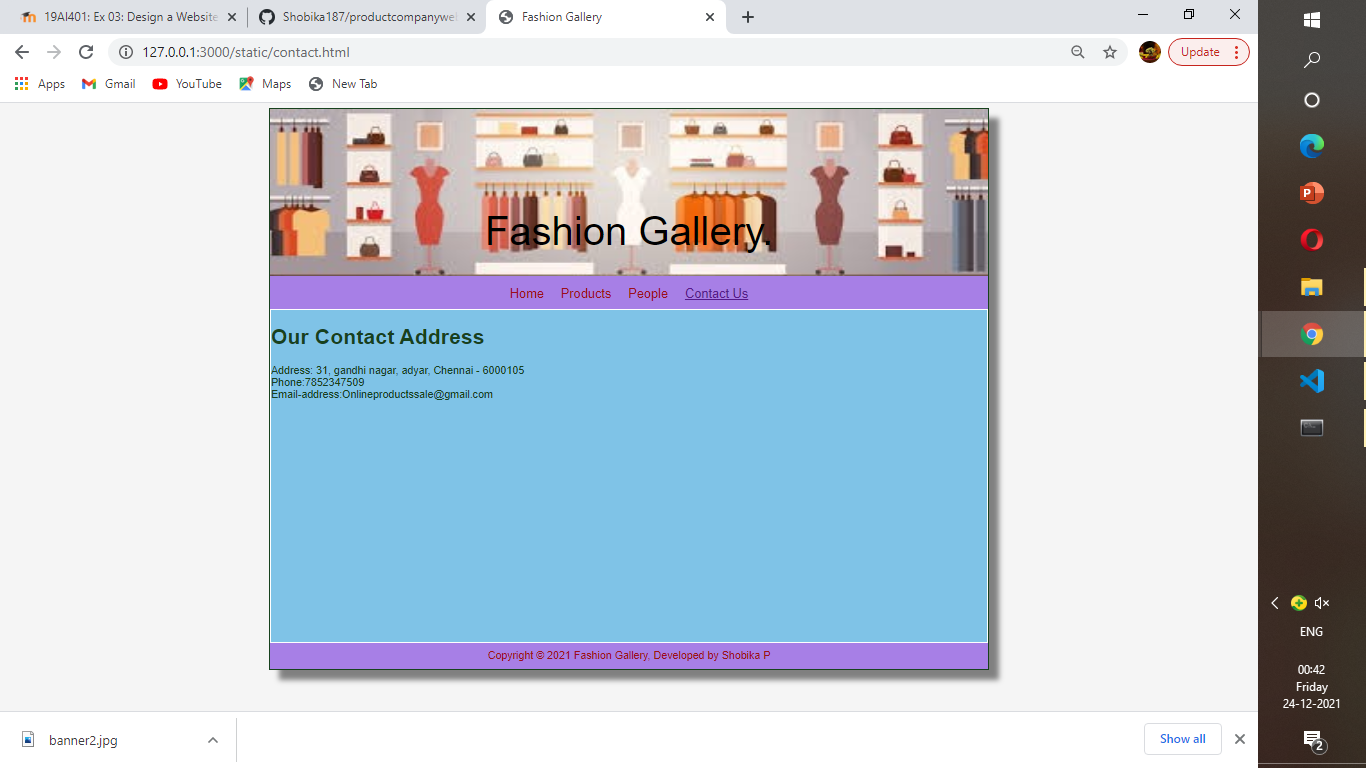 19AI401: Ex 03: Design a Website
Shobika187/productcompanywe
Fashion Gallery
127.0.0.1:3000/static/contact.html
Update
Apps
Gmail
YouTube
Maps
New Tab
Fashion Gallery.
Home Products People Contact Us
Our Contact Address
Address: 31, gandhi nagar, adyar, Chennai - 6000105
Phone:7852347509
Email-address:Onlineproductssale@gmail.com
Copyright © 2021 Fashion Gallery, Developed by Shobika P
banner2.jpg
Show all
ENG
00:42
Friday
24-12-2021
2